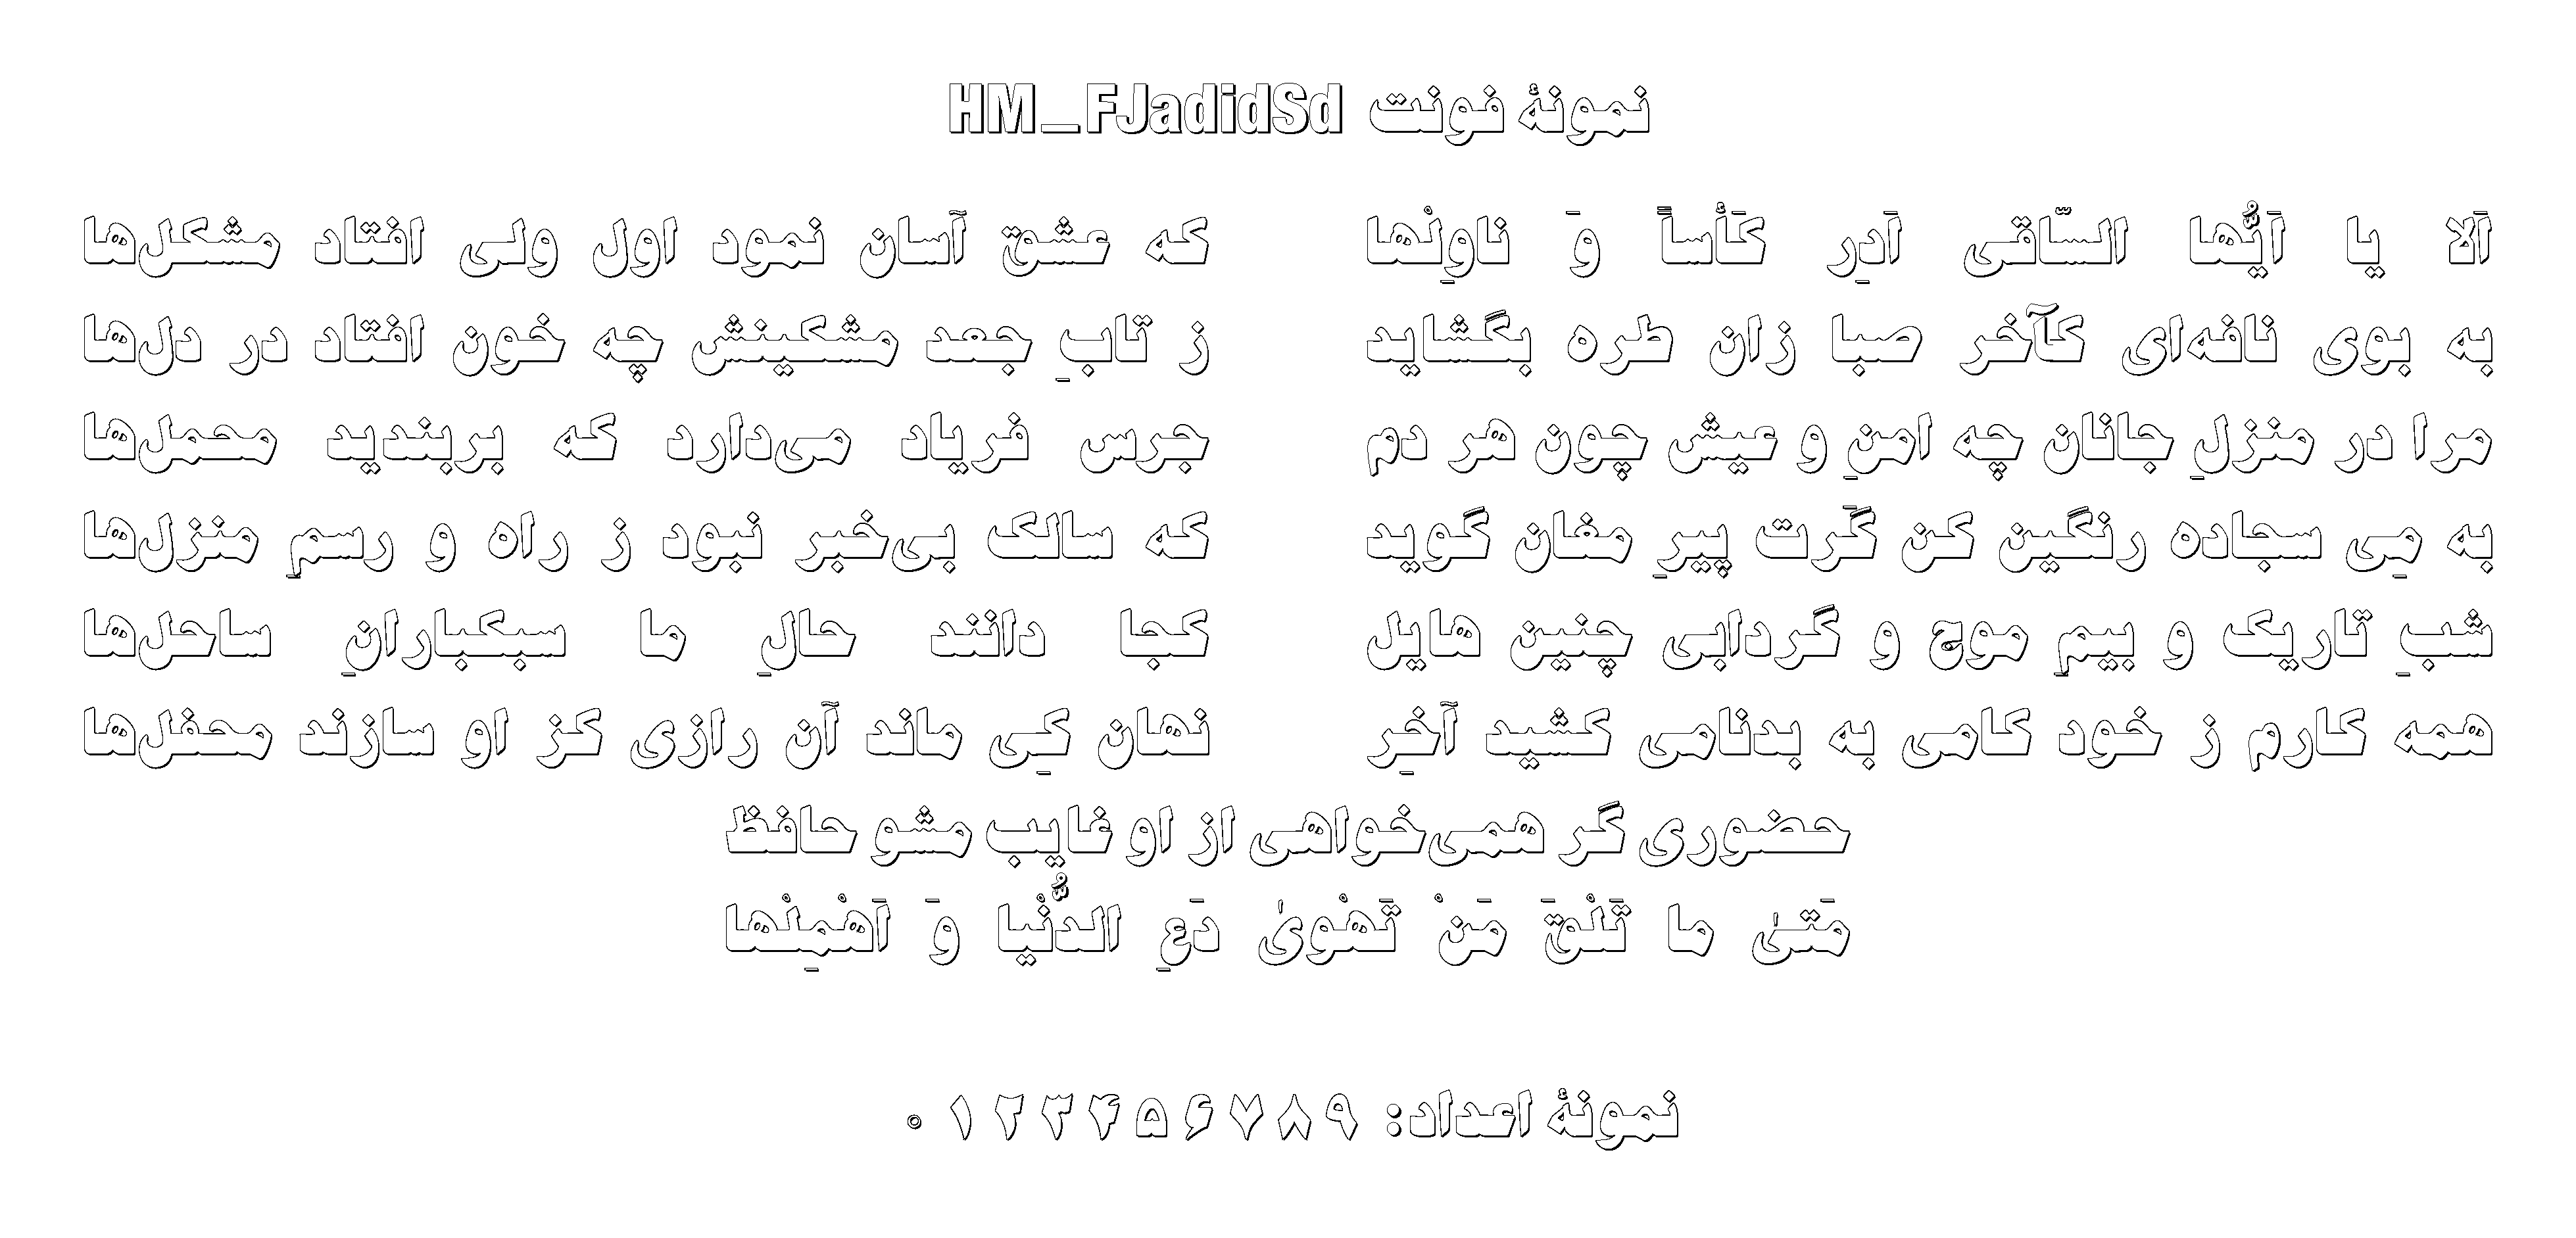 نمونهٔ فونت HM_FJadidSd
اَلا یا اَیُّها السّاقی اَدِر کَأساً وَ ناوِلْها
که عشق آسان نمود اول ولی افتاد مشکل‌ها
به بوی نافه‌ای کآخر صبا زان طره بگشاید
ز تابِ جعد مشکینش چه خون افتاد در دل‌ها
مرا در منزلِ جانان چه امنِ و عیش چون هر دم
جرس فریاد می‌دارد که بربندید محمل‌ها
به مِی سجاده رنگین کن گَرت پیرِ مغان گوید
که سالک بی‌خبر نبود ز راه و رسمِ منزل‌ها
شبِ تاریک و بیمِ موج و گردابی چنین هایل
کجا دانند حالِ ما سبکبارانِ ساحل‌ها
همه کارم ز خود کامی به بدنامی کشید آخِر
نهان کِی ماند آن رازی کز او سازند محفل‌ها
حضوری گر همی‌خواهی از او غایب مشو حافظ
مَتیٰ ما تَلْقَ مَنْ تَهْویٰ دَعِ الدُّنْیا وَ اَهْمِلْها
نمونهٔ اعداد: ۹ ۸ ۷ ۶ ۵ ۴ ۳ ۲ ۱ ۰